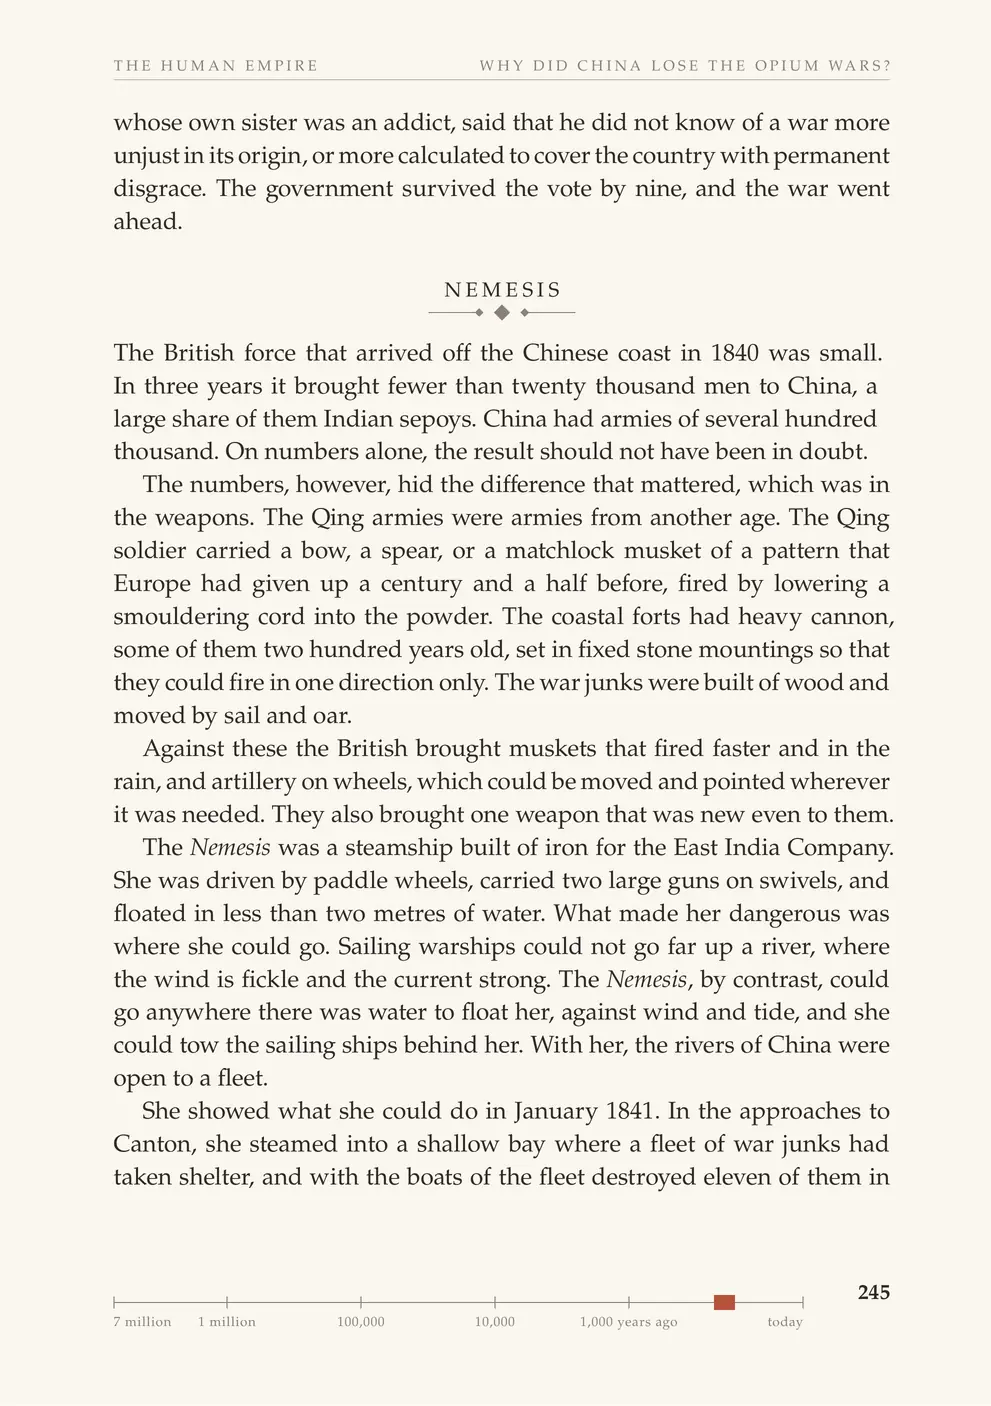 THE HUMAN EMPIRE
WHY DID CHINA LOSE THE OPIUM WARS?
whose own sister was an addict, said that he did not know of a war more
unjust in its origin, or more calculated to cover the country with permanent
disgrace. The government survived the vote by nine, and the war went
ahead.
NEMESIS
The British force that arrived off the Chinese coast in 1840 was small.
In three years it brought fewer than twenty thousand men to China, a
large share of them Indian sepoys. China had armies of several hundred
thousand. On numbers alone, the result should not have been in doubt.
The numbers, however, hid the difference that mattered, which was in
the weapons. The Qing armies were armies from another age. The Qing
soldier carried a bow, a spear, or a matchlock musket of a pattern that
Europe had given up a century and a half before, fired by lowering a
smouldering cord into the powder. The coastal forts had heavy cannon,
some of them two hundred years old, set in fixed stone mountings so that
they could fire in one direction only. The war junks were built of wood and
moved by sail and oar.
Against these the British brought muskets that fired faster and in the
rain, and artillery on wheels, which could be moved and pointed wherever
it was needed. They also brought one weapon that was new even to them.
The Nemesis was a steamship built of iron for the East India Company.
She was driven by paddle wheels, carried two large guns on swivels, and
floated in less than two metres of water. What made her dangerous was
where she could go. Sailing warships could not go far up a river, where
the wind is fickle and the current strong. The Nemesis, by contrast, could
go anywhere there was water to float her, against wind and tide, and she
could tow the sailing ships behind her. With her, the rivers of China were
open to a fleet.
She showed what she could do in January 1841. In the approaches to
Canton, she steamed into a shallow bay where a fleet of war junks had
taken shelter, and with the boats of the fleet destroyed eleven of them in
245
7 million 1 million 100,000 10,000 1,000 years ago today